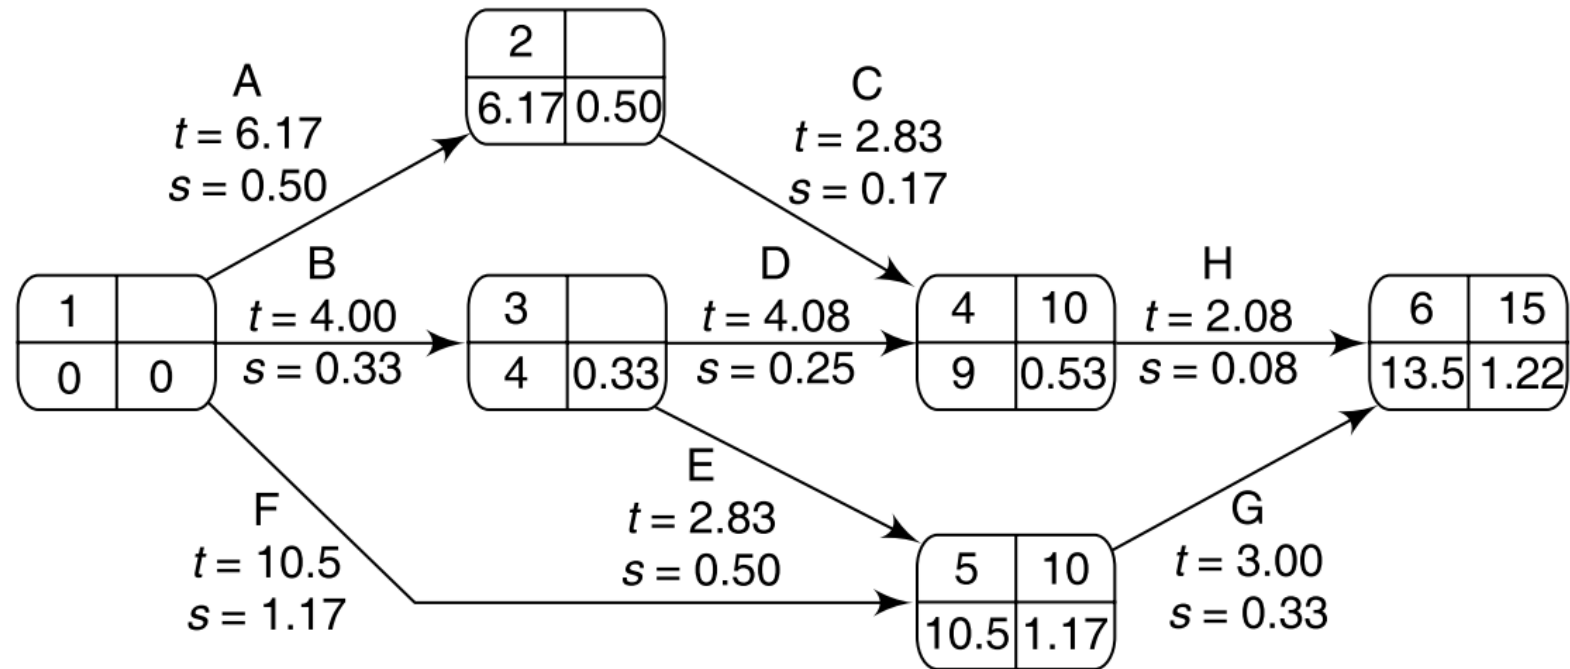 2
6.17 0.50
A
t = 6.17
s = 0.50
C
t = 2.83
s = 0.17
1
0 0
B
t = 4.00
s = 0.33
3
4 0.33
D
t = 4.08
s = 0.25
4 10
9 0.53
H
t = 2.08
s = 0.08
6 15
13.5 1.22
F
t = 10.5
s = 1.17
E
t = 2.83
s = 0.50
5 10
10.5 1.17
G
t = 3.00
s = 0.33